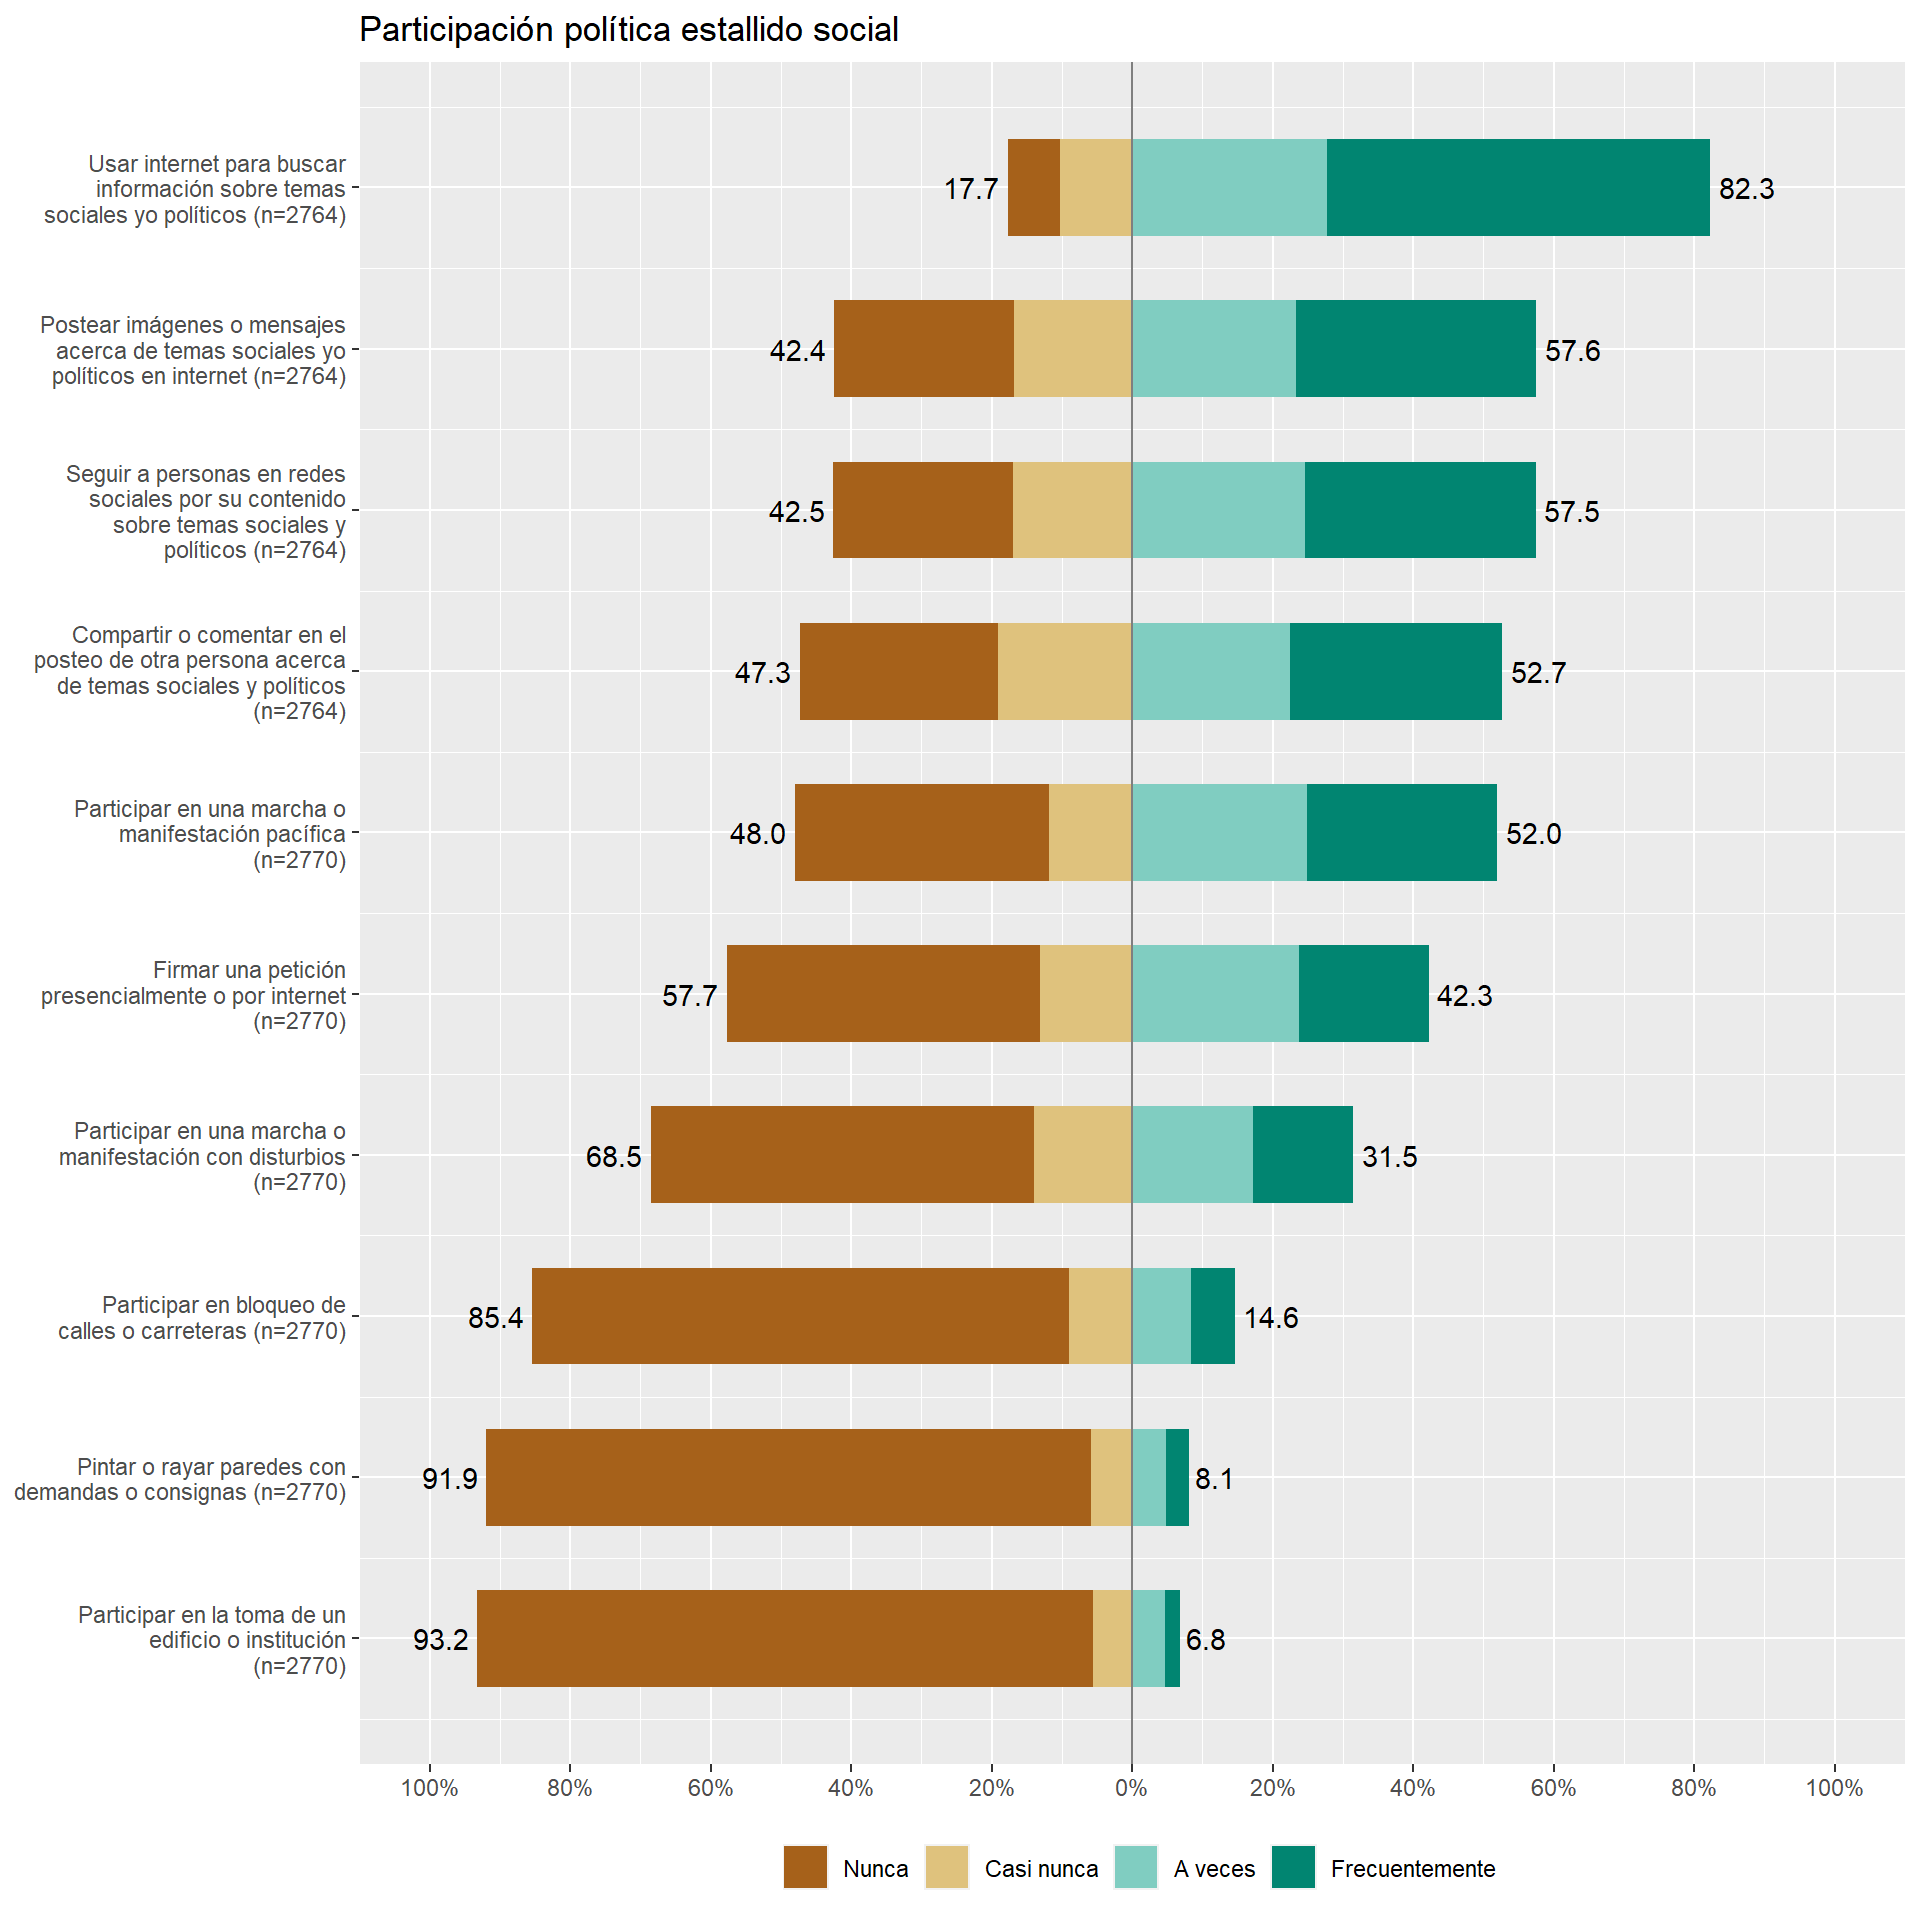 Participación política estallido social
Usar internet para buscar
información sobre temas
sociales yo políticos (n=2764)
17.7
82.3
Postear imágenes o mensajes
acerca de temas sociales yo
políticos en internet (n=2764)
42.4
57.6
Seguir a personas en redes
sociales por su contenido
sobre temas sociales y
políticos (n=2764)
42.5
57.5
Compartir o comentar en el
posteo de otra persona acerca
de temas sociales y políticos
(n=2764)
47.3
52.7
Participar en una marcha o
manifestación pacífica
(n=2770)
48.0
52.0
Firmar una petición
presencialmente o por internet
(n=2770)
57.7
42.3
Participar en una marcha o
manifestación con disturbios
(n=2770)
68.5
31.5
Participar en bloqueo de
calles o carreteras (n=2770)
85.4
14.6
Pintar o rayar paredes con
demandas o consignas (n=2770)
91.9
8.1
Participar en la toma de un
edificio o institución
(n=2770)
93.2
6.8
100% 80% 60% 40% 20% 0% 20% 40% 60% 80% 100%
Nunca Casi nunca A veces Frecuentemente